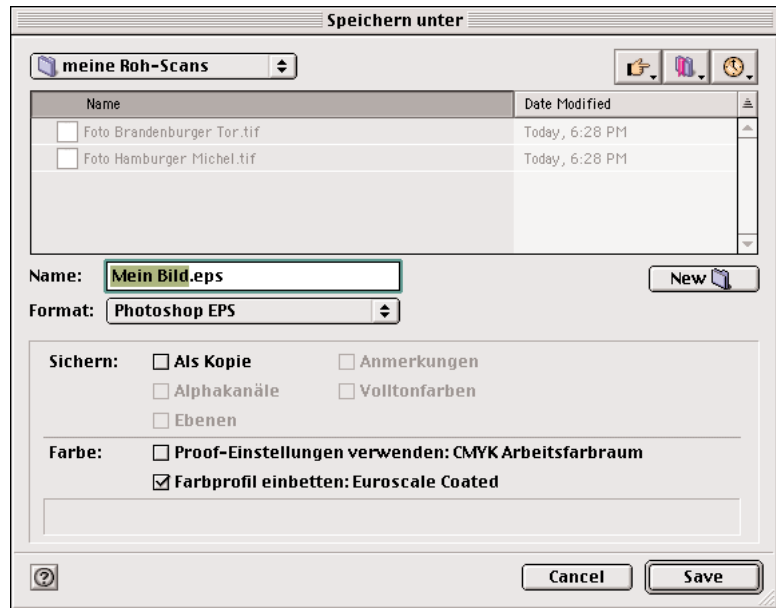 Speichern unter
meine Roh-Scans
Name Date Modified
Foto Brandenburger Tor.tif Today, 6:28 PM
Foto Hamburger Michel.tif Today, 6:28 PM
Name: Mein Bild.eps New
Format: Photoshop EPS
Sichern: Als Kopie Anmerkungen
Alphakanäle Volltonfarben
Ebenen
Farbe: Proof-Einstellungen verwenden: CMYK Arbeitsfarbraum
Farbprofil einbetten: Euroscale Coated
? Cancel Save